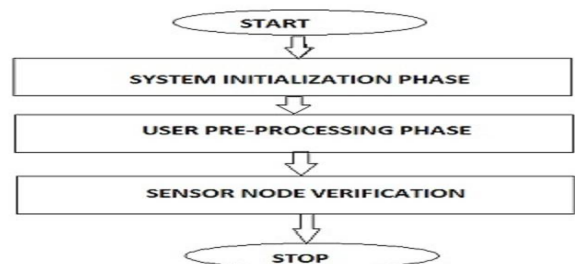 START
SYSTEM INITIALIZATION PHASE
USER PRE-PROCESSING PHASE
SENSOR NODE VERIFICATION
STOP